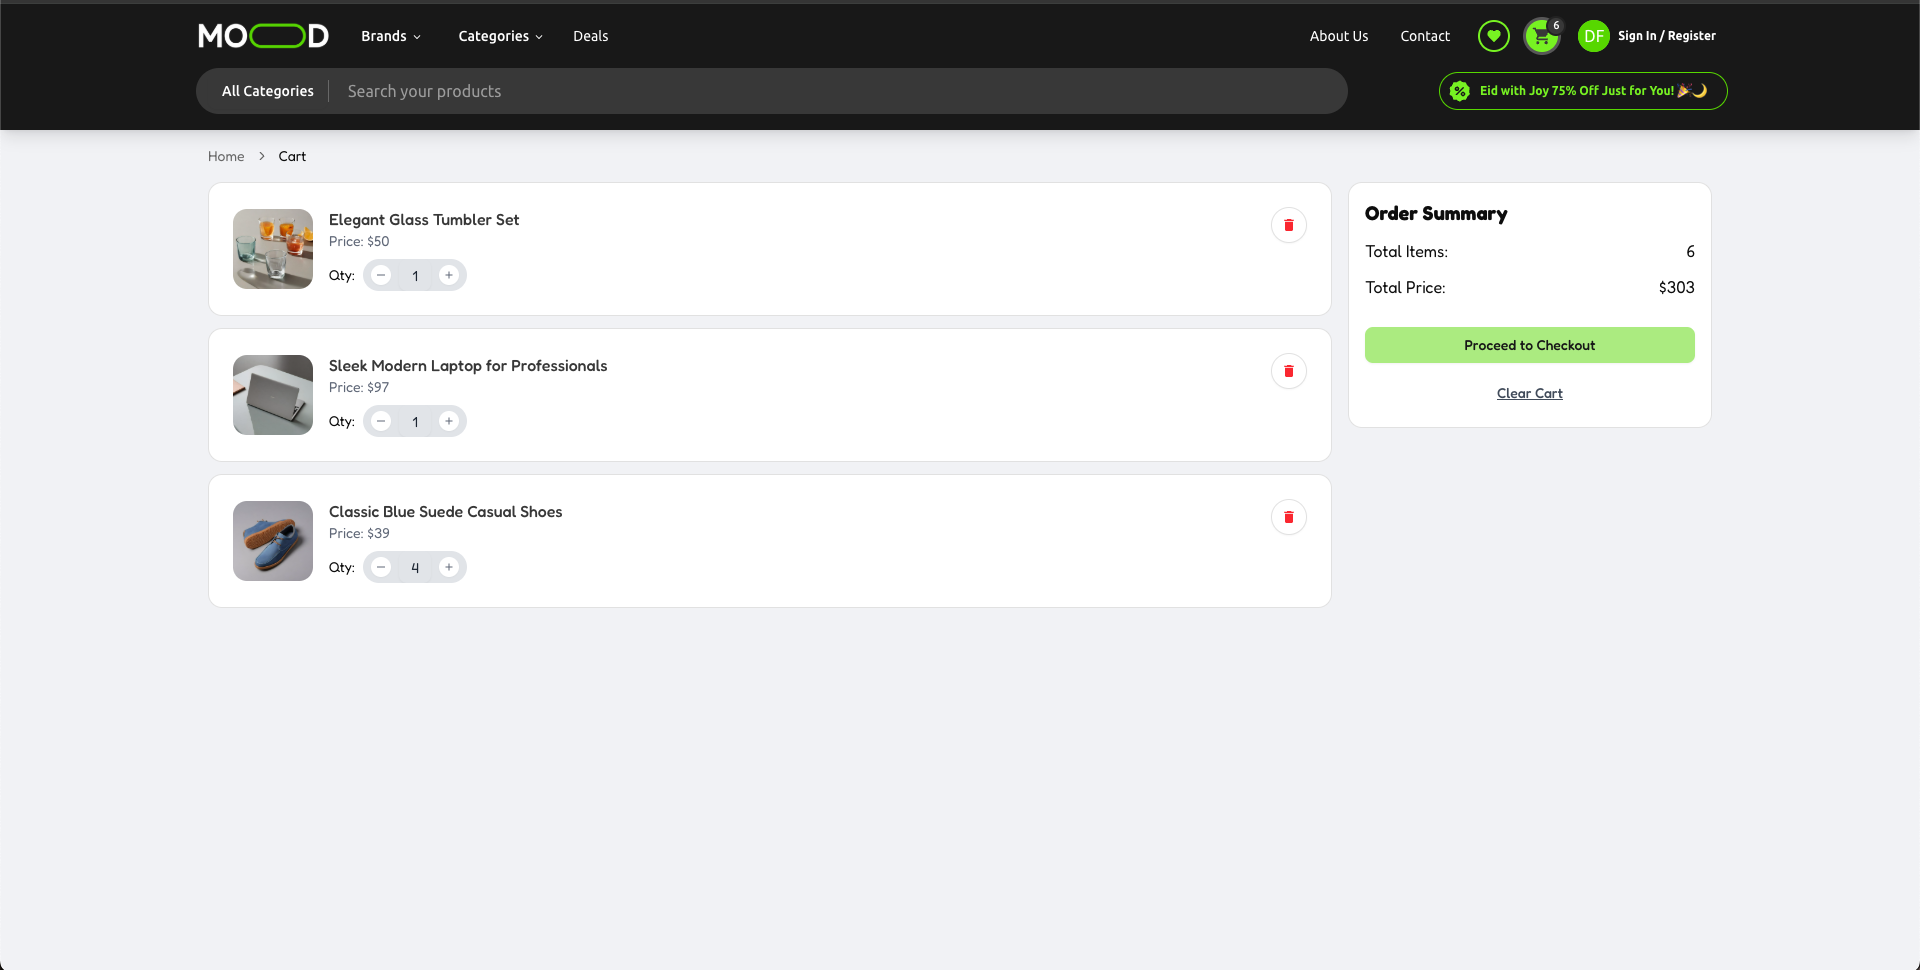 MOOD
Brands
Categories
Deals
About Us
Contact
6
DF
Sign In / Register
All Categories
Search your products
Eid with Joy 75% Off Just for You! 🎉🌙
Home > Cart
Elegant Glass Tumbler Set
Price: $50
Qty: − 1 +
Sleek Modern Laptop for Professionals
Price: $97
Qty: − 1 +
Classic Blue Suede Casual Shoes
Price: $39
Qty: − 4 +
Order Summary
Total Items: 6
Total Price: $303
Proceed to Checkout
Clear Cart